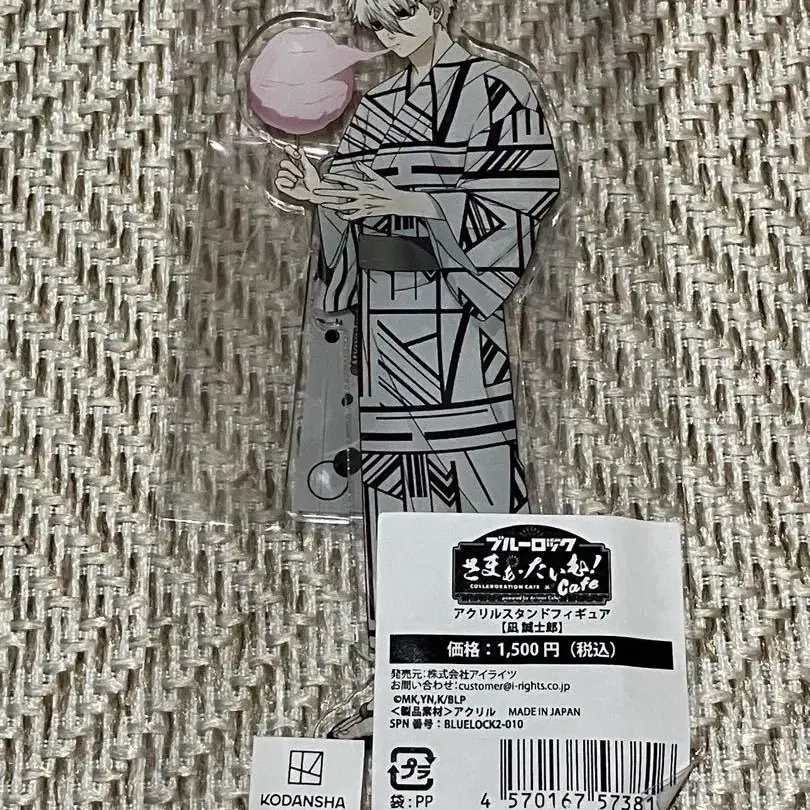 ブルーロック
さまぁ・たいむ!
COLLABORATION CAFE
Cafe
powered by Animax Cafe+
アクリルスタンドフィギュア
【凪 誠士郎】
価格:1,500円(税込)
発売元:株式会社アイライツ
お問い合わせ:customer@i-rights.co.jp
©MK,YN,K/BLP
<製品素材>アクリル MADE IN JAPAN
SPN 番号:BLUELOCK2-010
プラ
袋:PP
4 570167 57381
KODANSHA